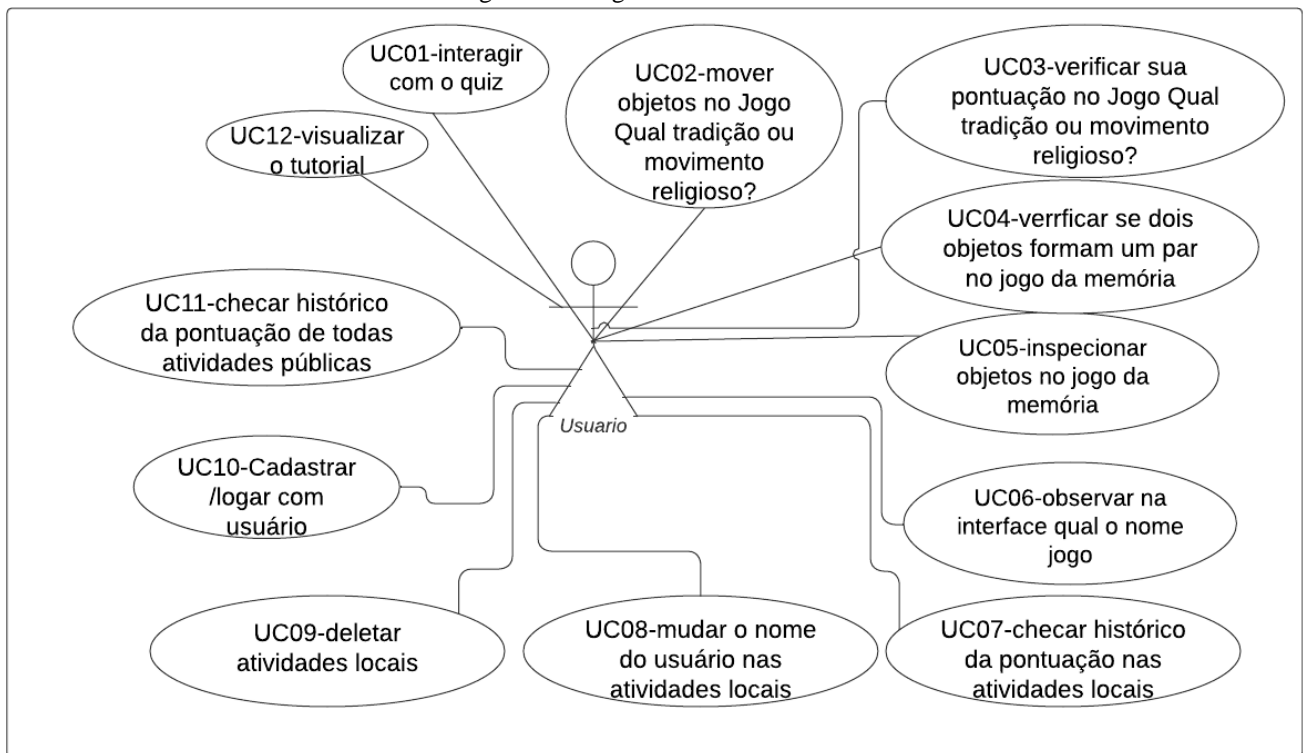 UC01-interagir
com o quiz
UC02-mover
objetos no Jogo
Qual tradição ou
movimento
religioso?
UC03-verificar sua
pontuação no Jogo Qual
tradição ou movimento
religioso?
UC12-visualizar
o tutorial
UC04-verrficar se dois
objetos formam um par
no jogo da memória
UC11-checar histórico
da pontuação de todas
atividades públicas
UC05-inspecionar
objetos no jogo da
memória
Usuario
UC10-Cadastrar
/logar com
usuário
UC06-observar na
interface qual o nome
jogo
UC09-deletar
atividades locais
UC08-mudar o nome
do usuário nas
atividades locais
UC07-checar histórico
da pontuação nas
atividades locais